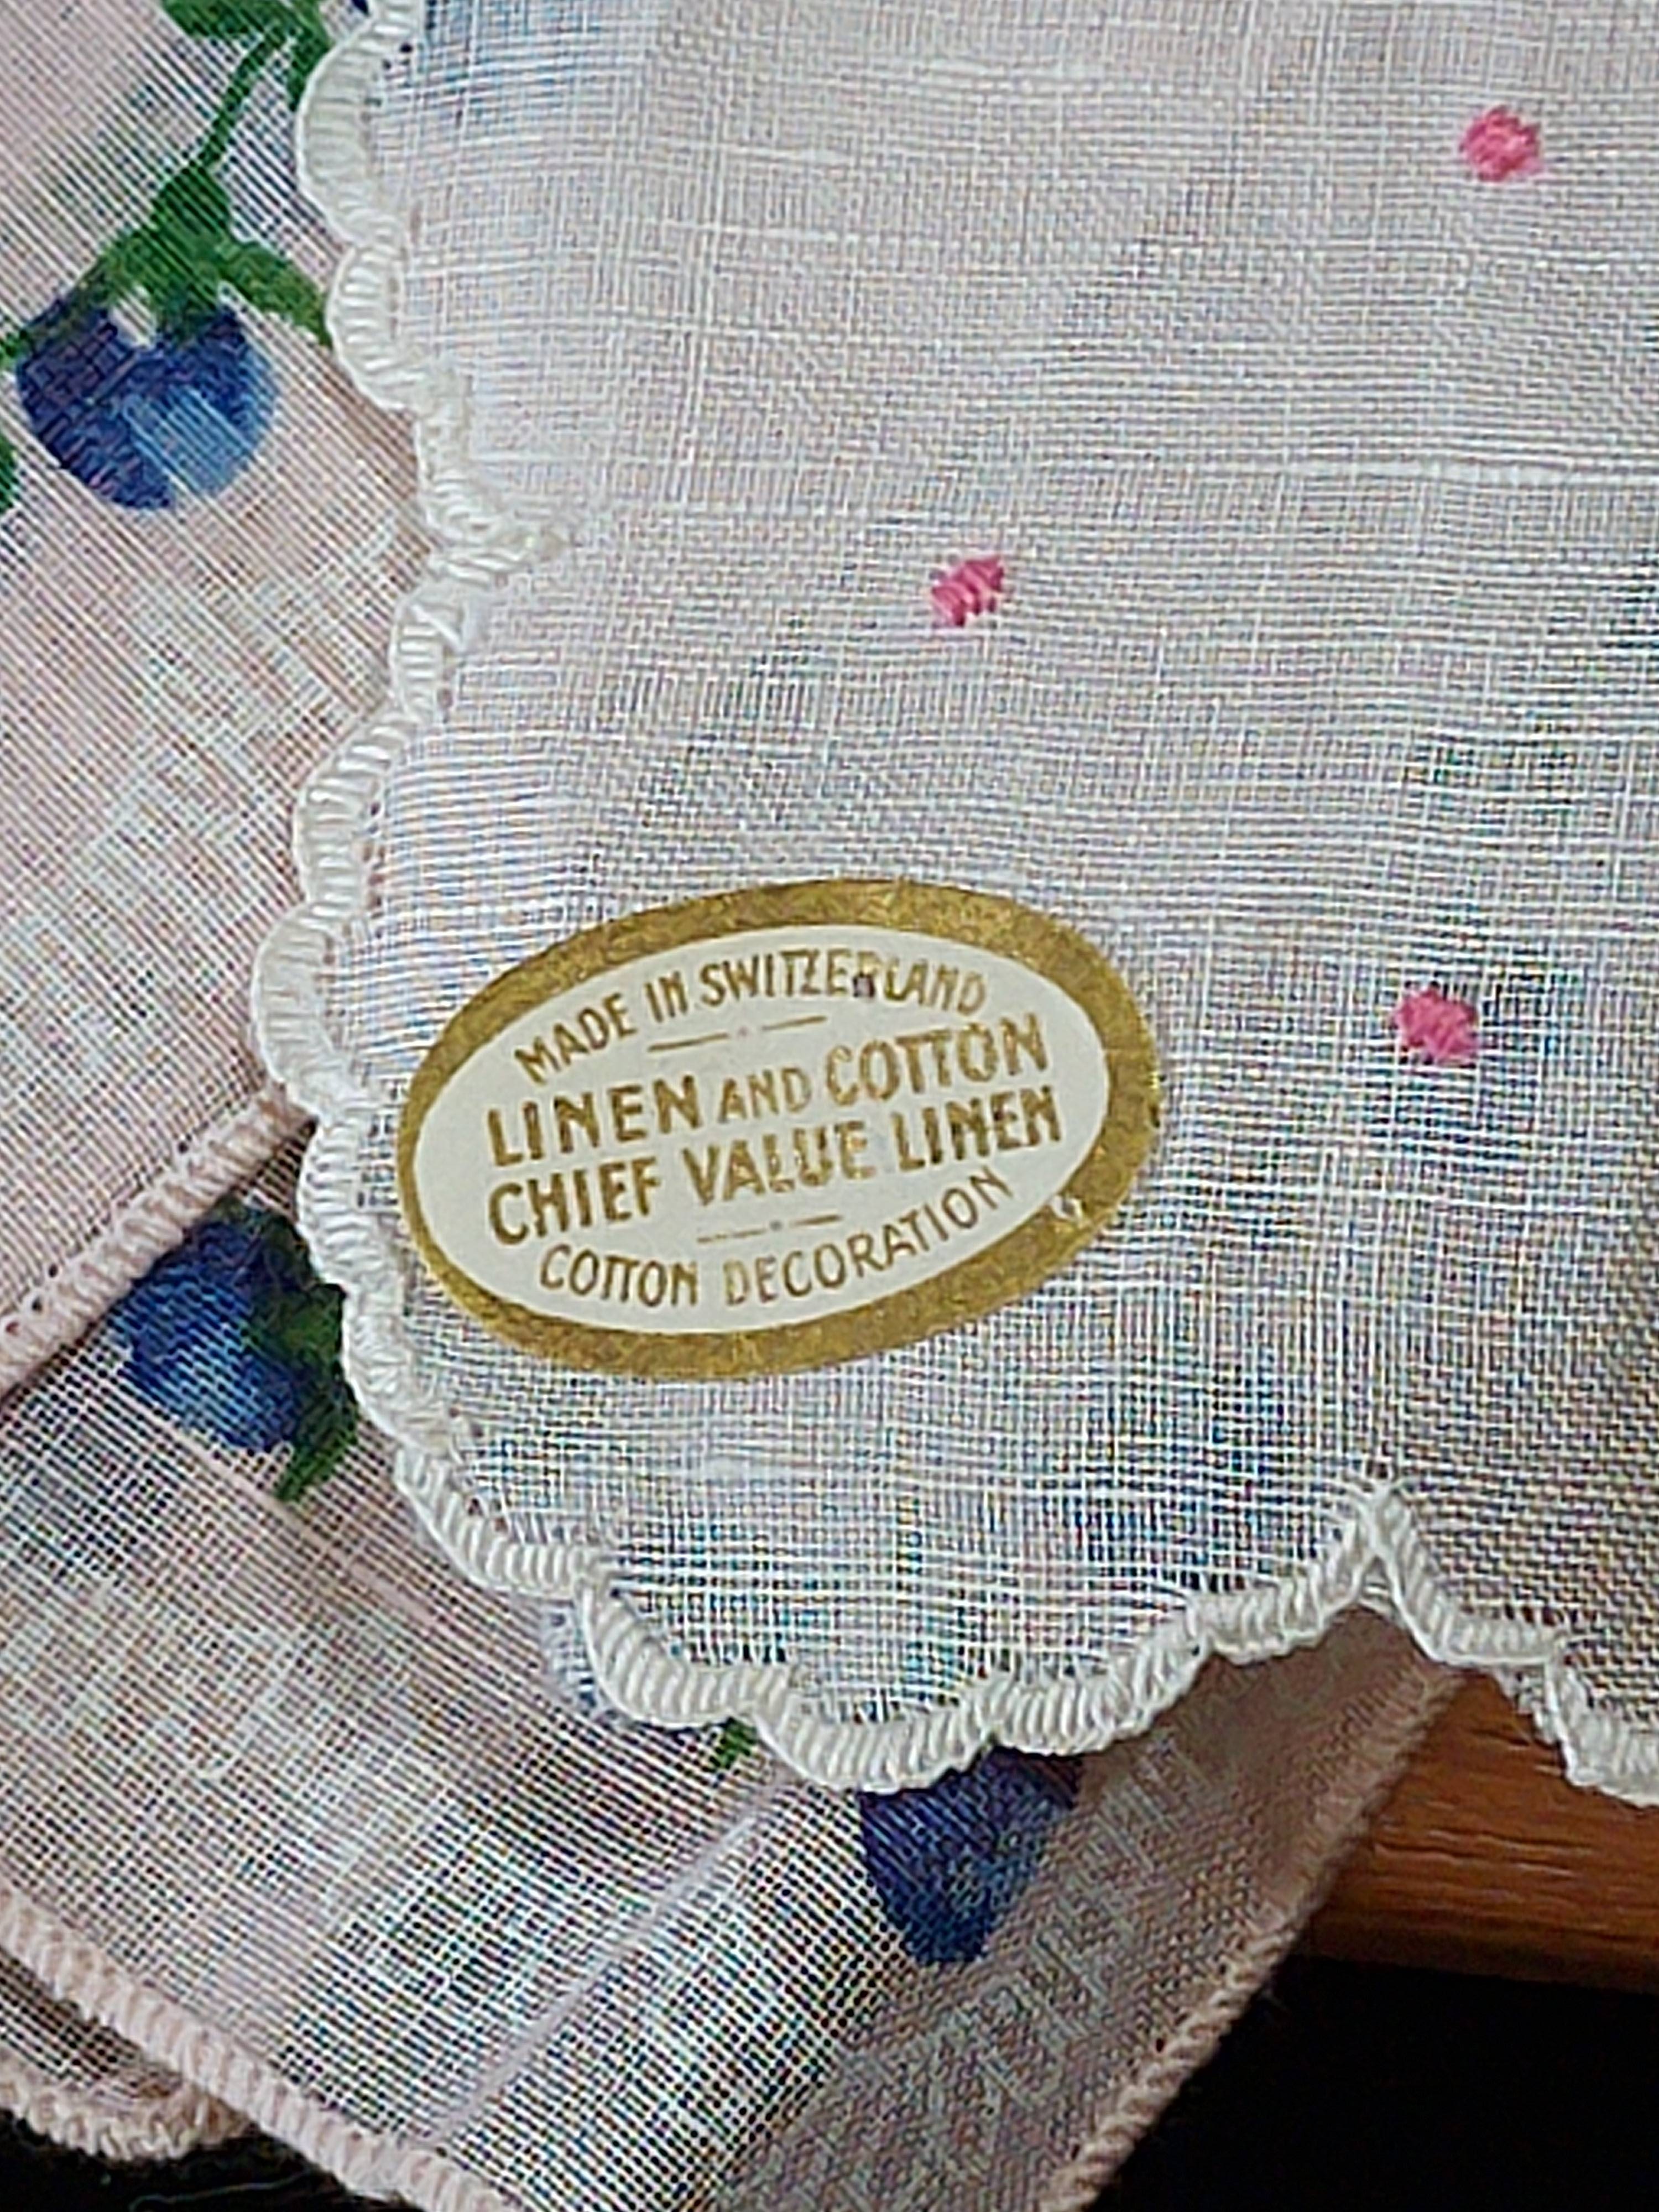 MADE IN SWITZERLAND
LINEN AND COTTON
CHIEF VALUE LINEN
COTTON DECORATION